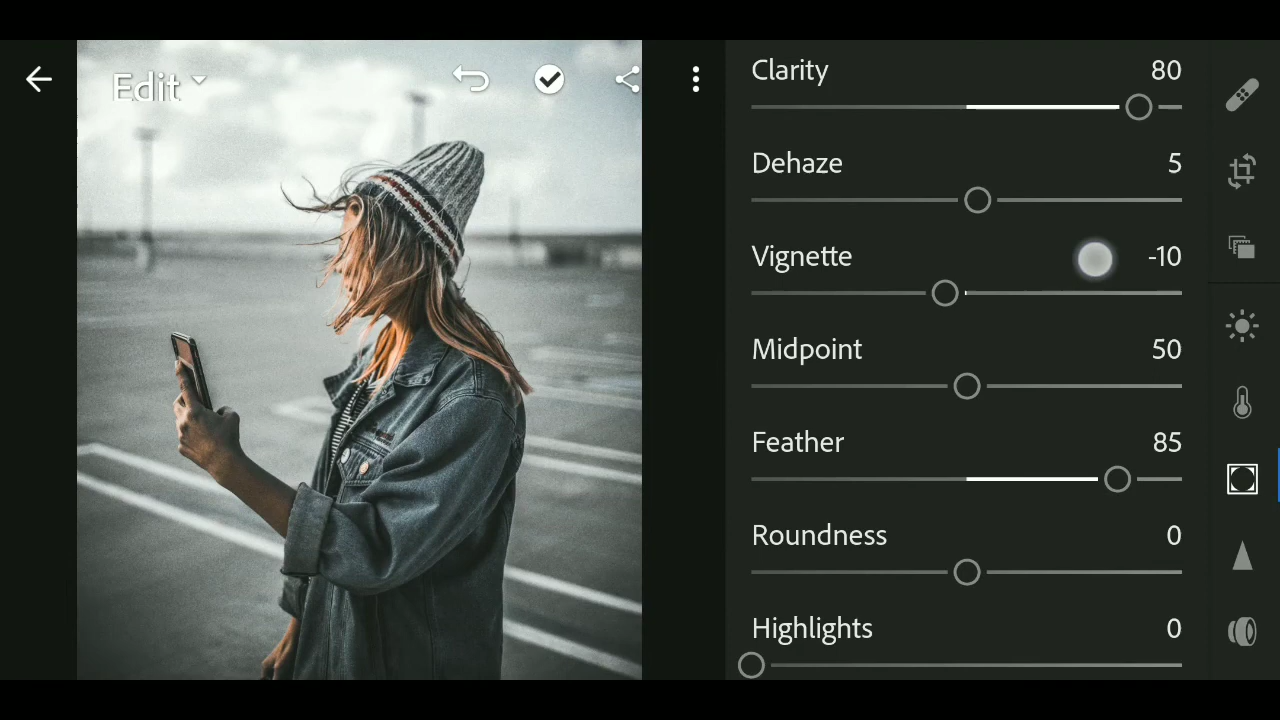 Edit
Clarity 80
Dehaze 5
Vignette -10
Midpoint 50
Feather 85
Roundness 0
Highlights 0